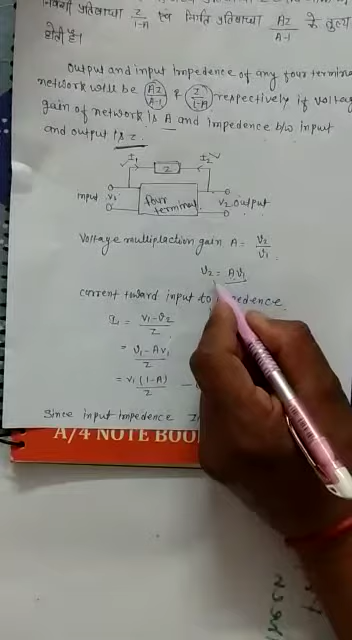 निवेशी प्रतिबाधा Z/1-A एवं निर्गत प्रतिबाधा AZ/A-1 के तुल्य
होती है।
Output and input impedence of any four terminal
network will be AZ/A-1 & Z/1-A respectively if voltage
gain of network is A and impedence b/w input
and output is Z.
I₁ Z I₂
Input V₁ four terminal V₂ output
Voltage multiplaction gain A = V₂/V₁
V₂ = AV₁
Current toward input to impedence
= V₁-V₂/Z
= V₁-AV₁/Z
= V₁(1-A)/Z —
Since input impedence
A/4 NOTE BOO